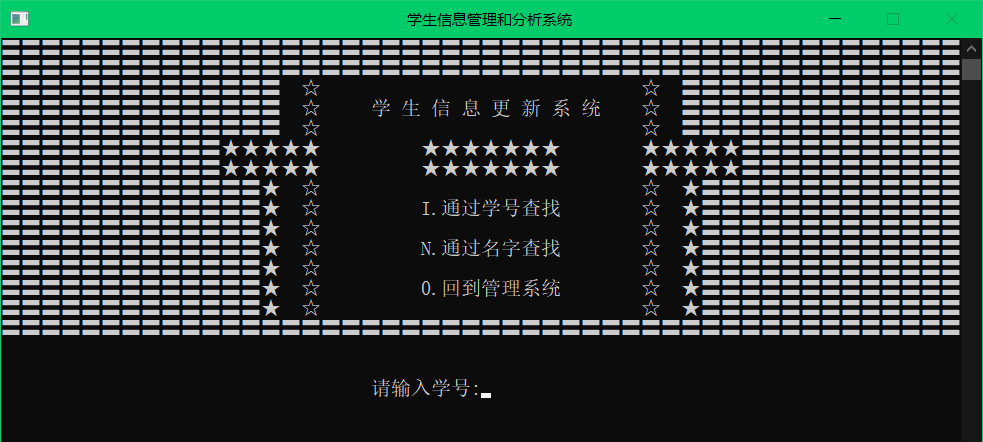 学生信息管理和分析系统
学 生 信 息 更 新 系 统
I.通过学号查找
N.通过名字查找
0.回到管理系统
请输入学号: